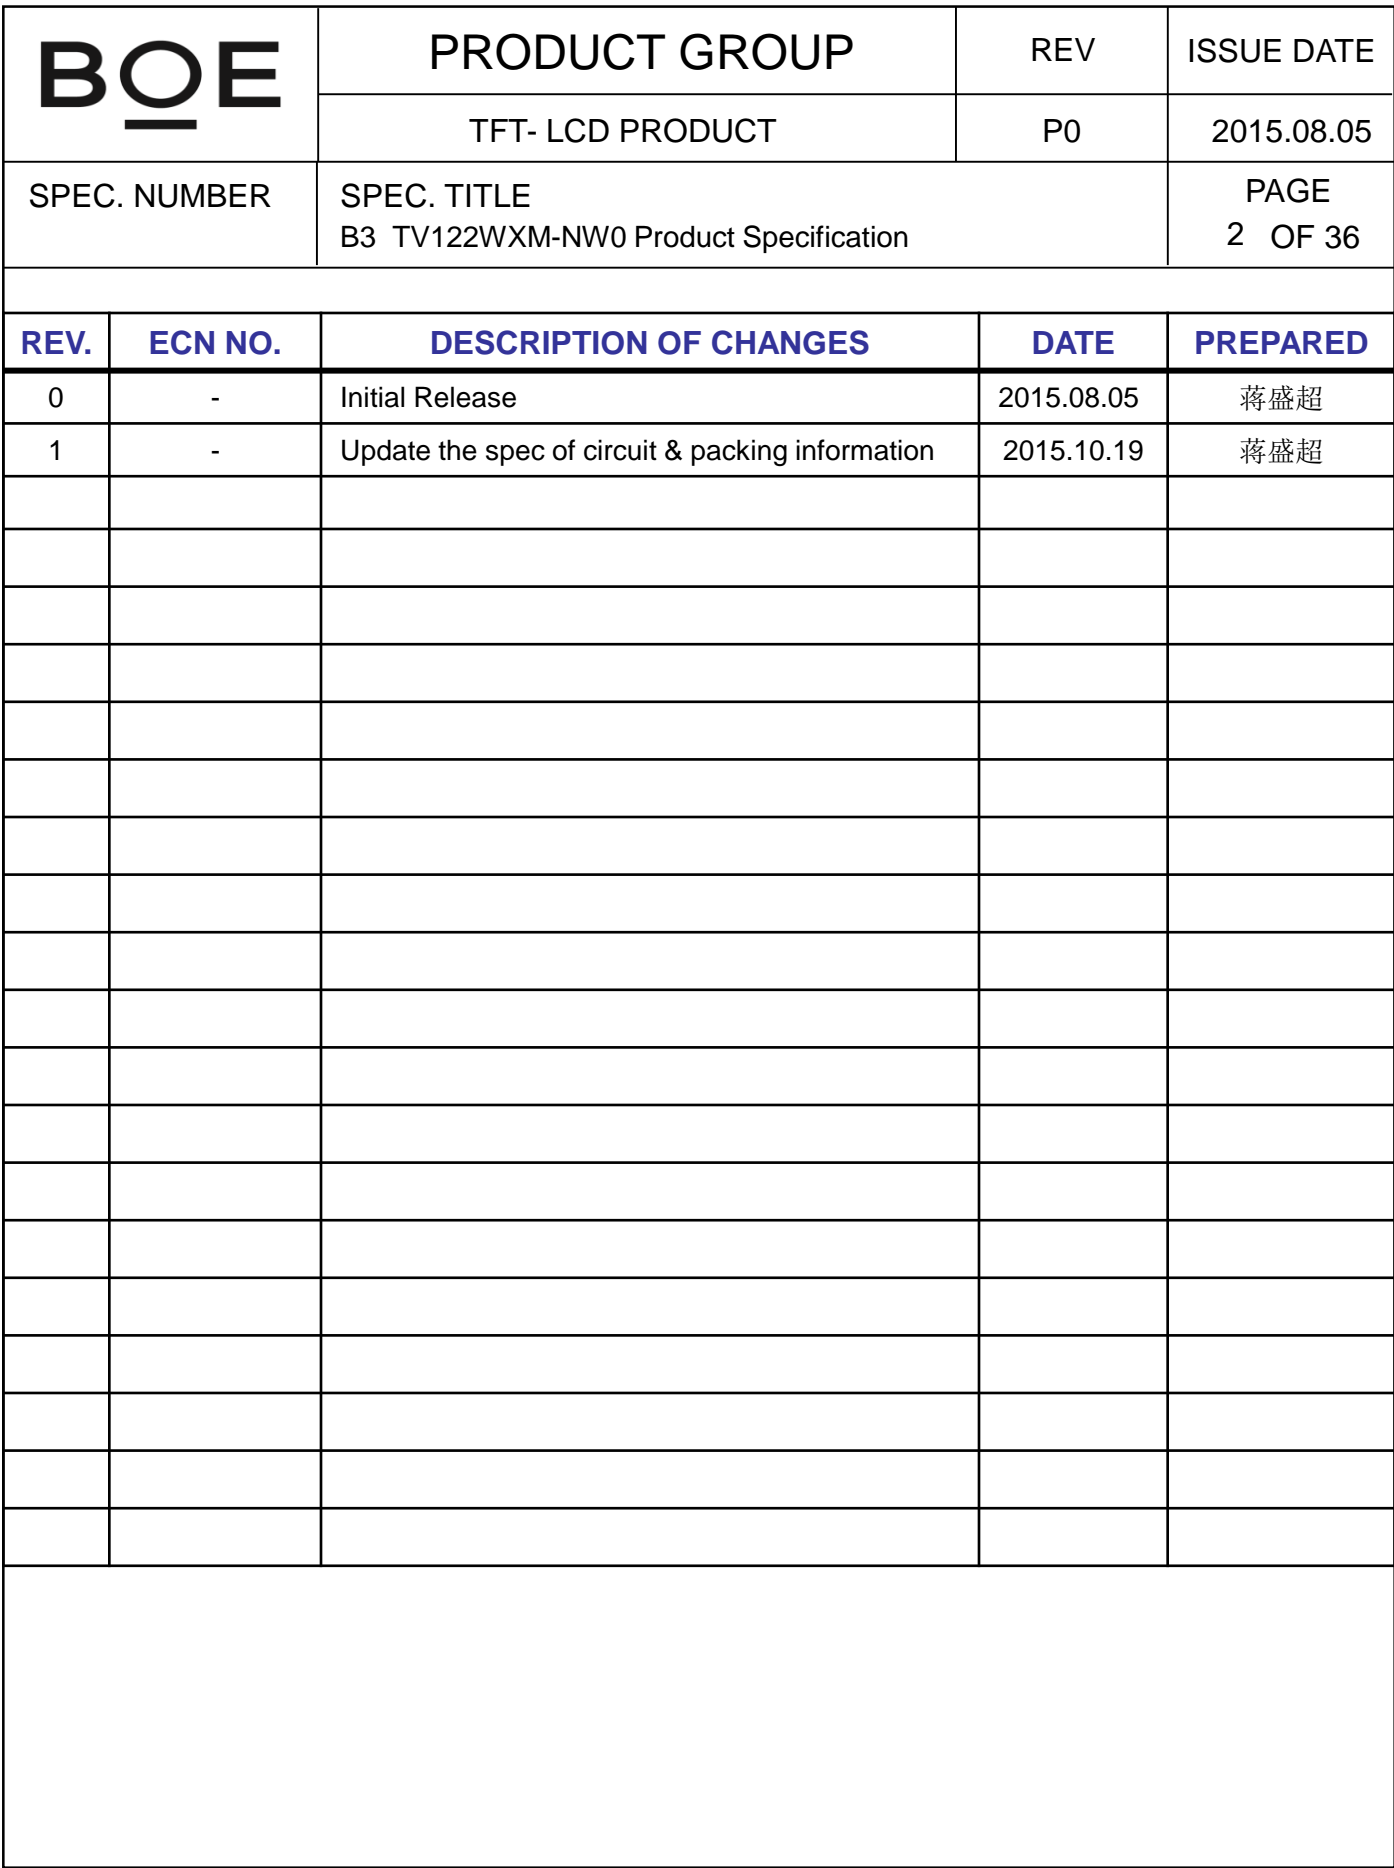 BOE
PRODUCT GROUP
REV
ISSUE DATE
TFT- LCD PRODUCT
P0
2015.08.05
SPEC. NUMBER
SPEC. TITLE
B3 TV122WXM-NW0 Product Specification
PAGE
2 OF 36
REV. ECN NO. DESCRIPTION OF CHANGES DATE PREPARED
0 - Initial Release 2015.08.05 蒋盛超
1 - Update the spec of circuit & packing information 2015.10.19 蒋盛超